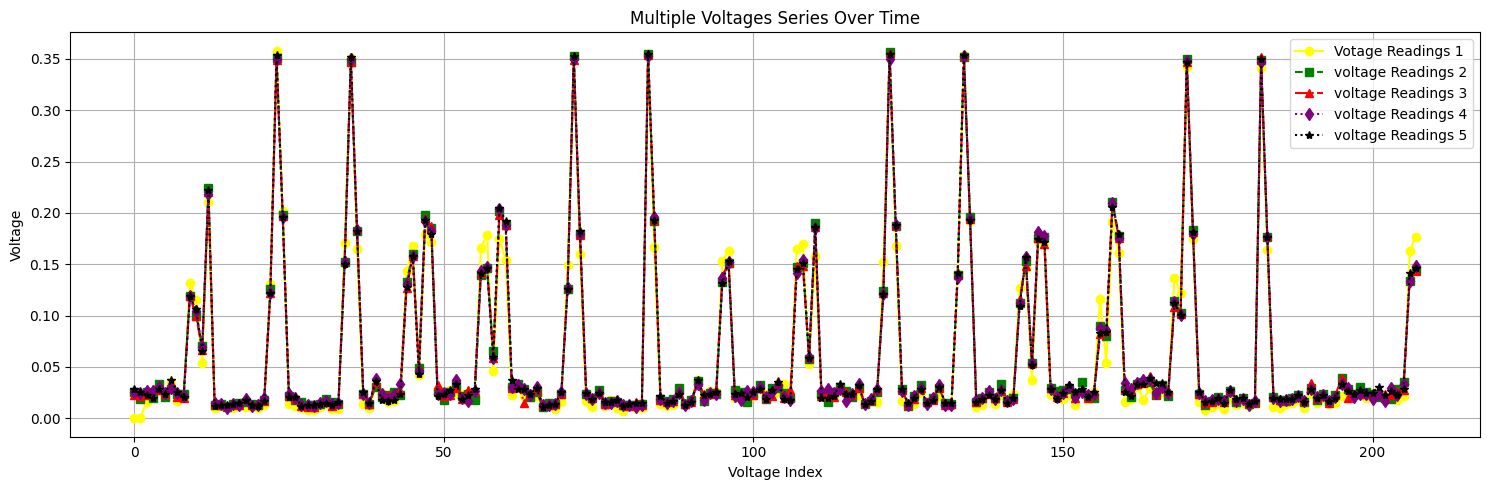 Multiple Voltages Series Over Time
Voltage
0.35
0.30
0.25
0.20
0.15
0.10
0.05
0.00
Votage Readings 1
voltage Readings 2
voltage Readings 3
voltage Readings 4
voltage Readings 5
0
50
100
150
200
Voltage Index